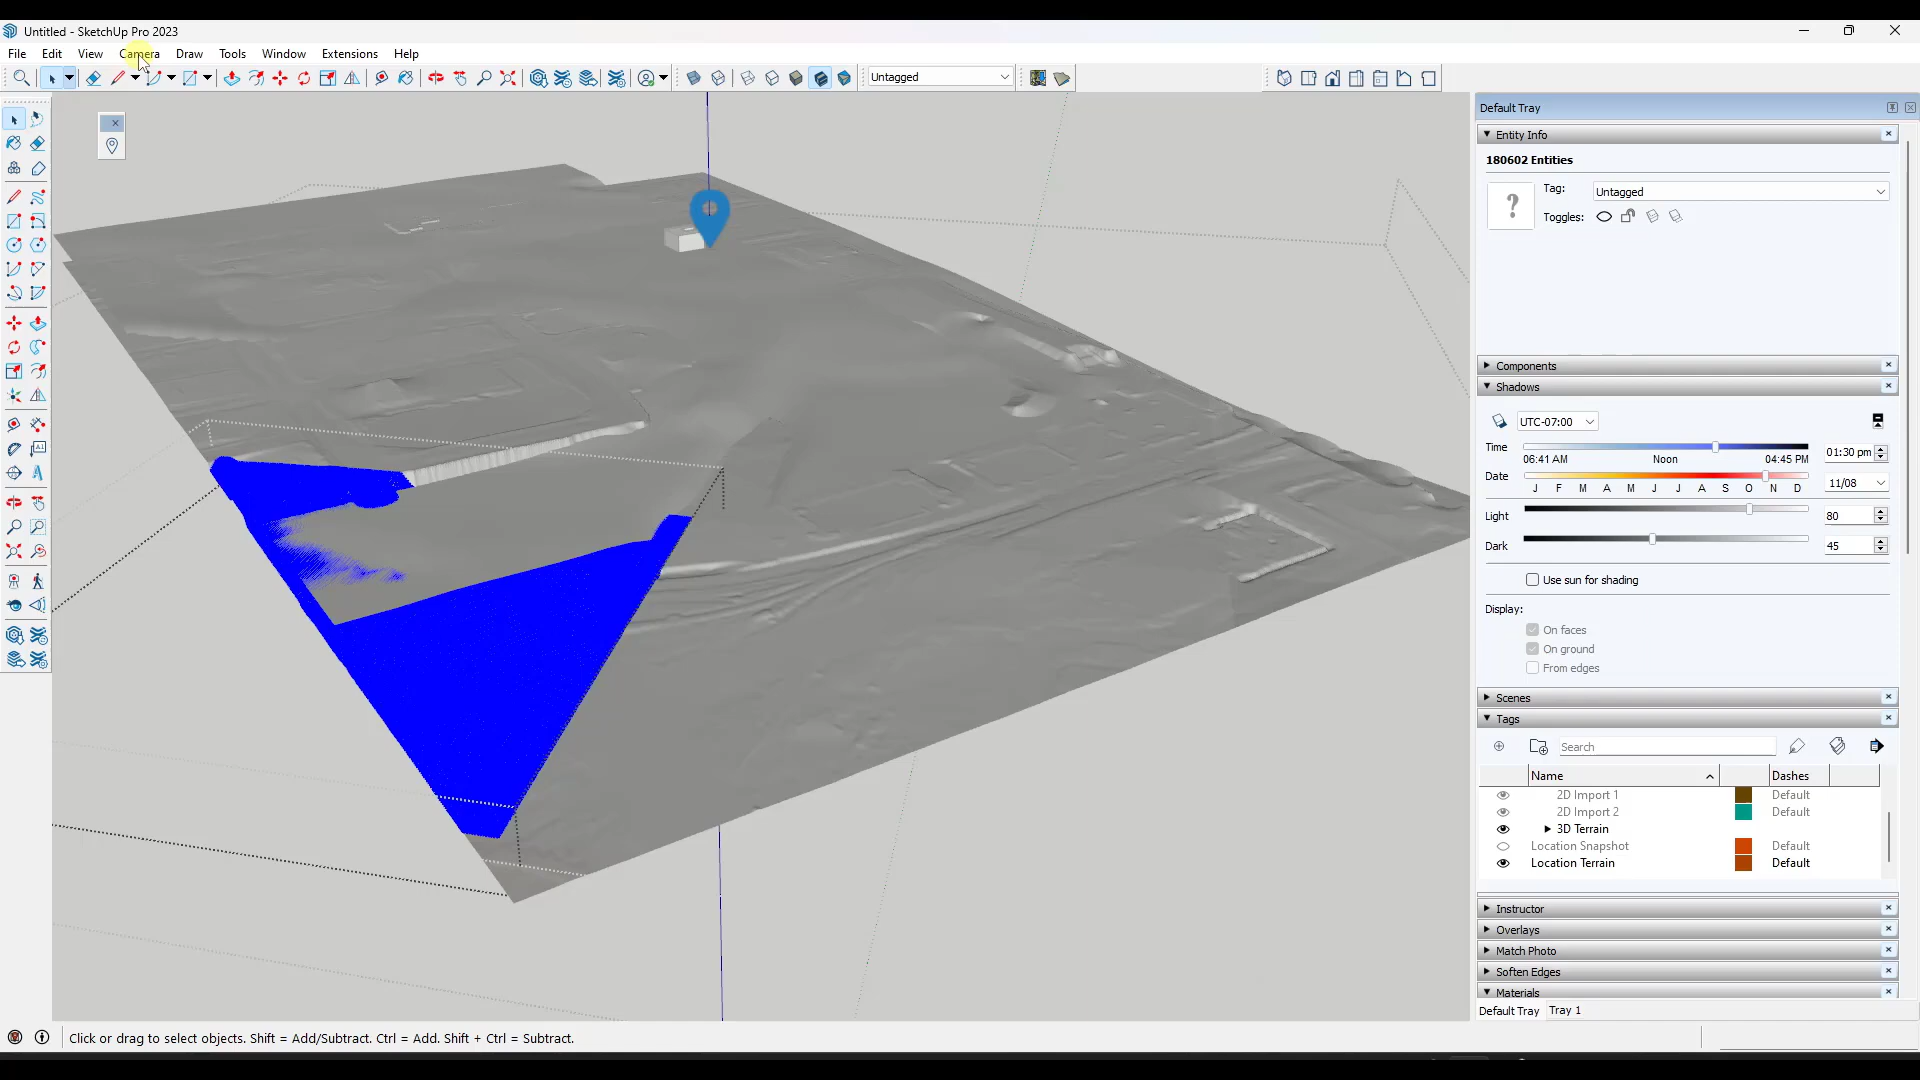 Untitled - SketchUp Pro 2023
File Edit View Camera Draw Tools Window Extensions Help
Untagged
Default Tray
Entity Info
180602 Entities
Tag: Untagged
?
Toggles:
Components
Shadows
UTC-07:00
Time 01:30 pm
06:41 AM Noon 04:45 PM
Date 11/08
J F M A M J J A S O N D
Light 80
Dark 45
Use sun for shading
Display:
On faces
On ground
From edges
Scenes
Tags
Search
Name Dashes
2D Import 1 Default
2D Import 2 Default
3D Terrain
Location Snapshot Default
Location Terrain Default
Instructor
Overlays
Match Photo
Soften Edges
Materials
Default Tray Tray 1
Click or drag to select objects. Shift = Add/Subtract. Ctrl = Add. Shift + Ctrl = Subtract.